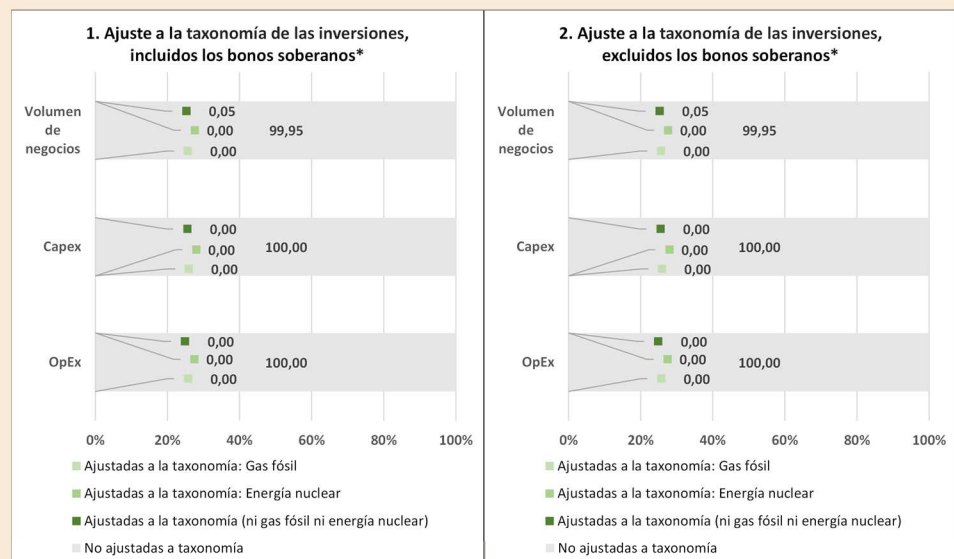 1. Ajuste a la taxonomía de las inversiones,
incluidos los bonos soberanos*
Volumen
de
negocios
0,05
0,00
99,95
0,00
Capex
0,00
0,00
100,00
0,00
OpEx
0,00
0,00
100,00
0,00
0% 20% 40% 60% 80% 100%
Ajustadas a la taxonomía: Gas fósil
Ajustadas a la taxonomía: Energía nuclear
Ajustadas a la taxonomía (ni gas fósil ni energía nuclear)
No ajustadas a taxonomía
2. Ajuste a la taxonomía de las inversiones,
excluidos los bonos soberanos*
Volumen
de
negocios
0,05
0,00
99,95
0,00
Capex
0,00
0,00
100,00
0,00
OpEx
0,00
0,00
100,00
0,00
0% 20% 40% 60% 80% 100%
Ajustadas a la taxonomía: Gas fósil
Ajustadas a la taxonomía: Energía nuclear
Ajustadas a la taxonomía (ni gas fósil ni energía nuclear)
No ajustadas a taxonomía